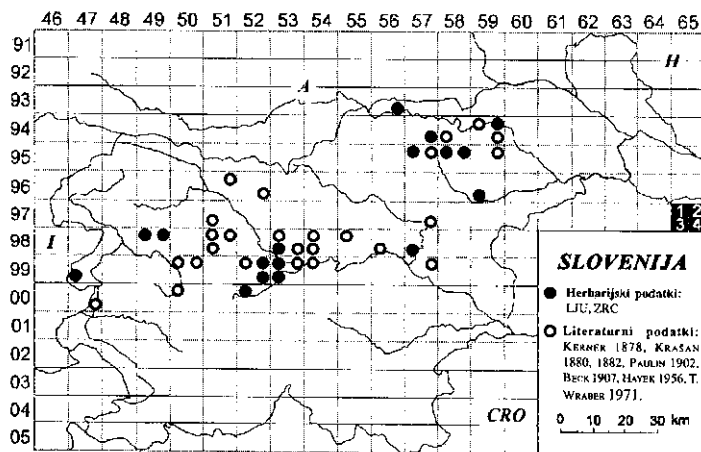 46 47 48 49 50 51 52 53 54 55 56 57 58 59 60 61 62 63 64 65
91
92
93
94
95
96
97
98
99
00
01
02
03
04
05
H
A
I
CRO
1 2
3 4
SLOVENIJA
Herbarijski podatki:
LJU, ZRC
Literaturni podatki:
KERNER 1878, KRAŠAN
1880, 1882, PAULIN 1902,
BECK 1907, HAYEK 1956, T.
WRABER 1971.
0 10 20 30 km